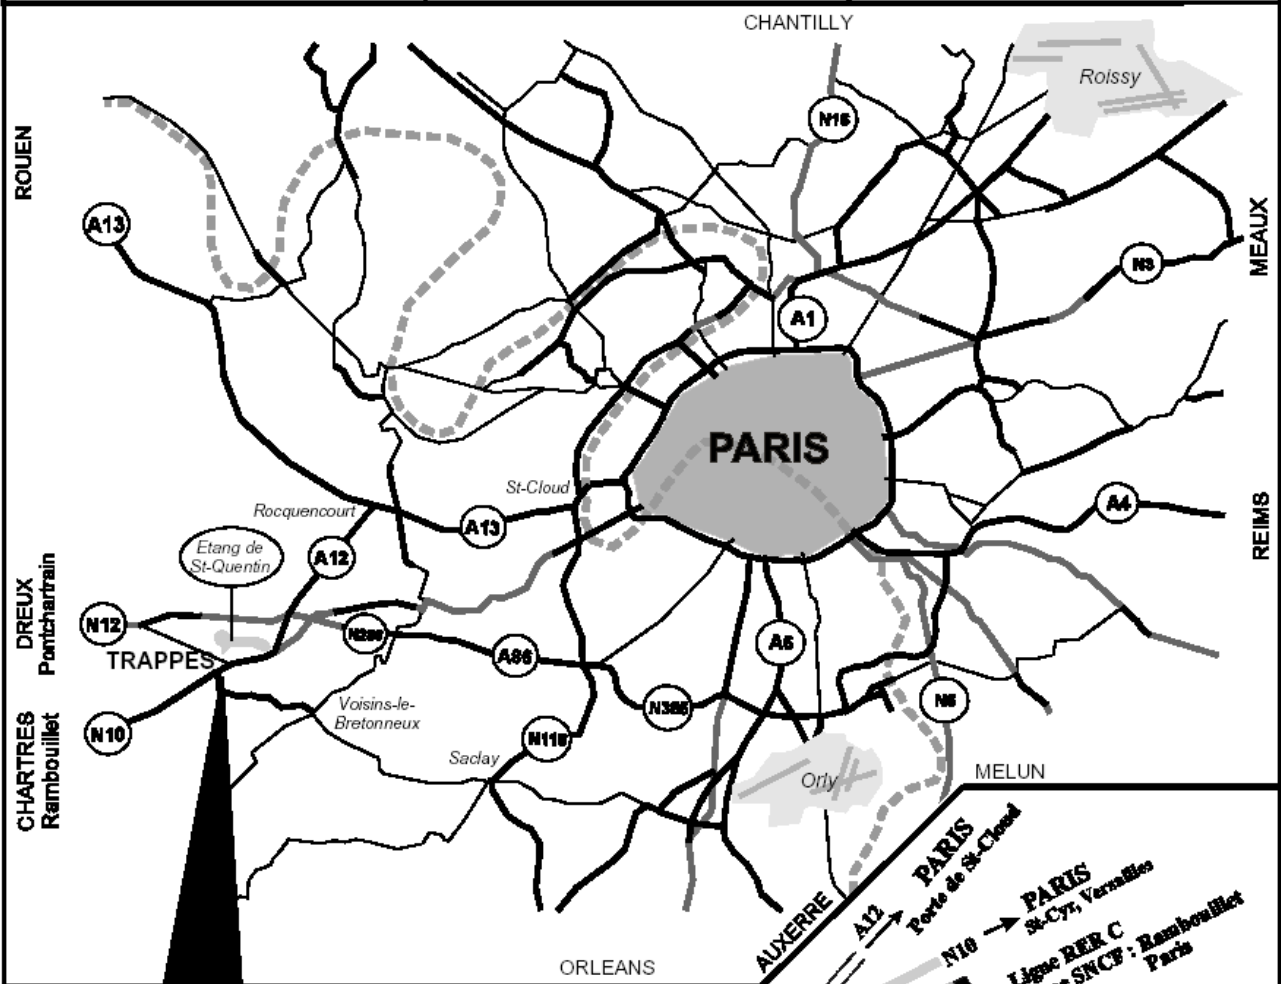 CHANTILLY
Roissy
ROUEN
N16
A13
MEAUX
N3
A1
PARIS
St-Cloud
Rocquencourt
A13
A4
REIMS
Etang de
St-Quentin
A12
DREUX
Pontchartrain
N12
N286
A86
A6
TRAPPES
N385
N6
Voisins-le-
Bretonneux
N10
N118
CHARTRES
Rambouillet
Saclay
Orly
MELUN
AUXERRE
ORLEANS
A12
PARIS
Porte de St-Cloud
N10
PARIS
St-Cyr, Versailles
Ligne RER C
SNCF : Rambouillet
Paris